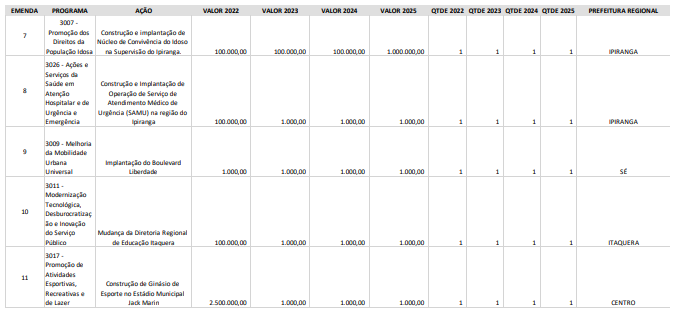 EMENDA PROGRAMA AÇÃO VALOR 2022 VALOR 2023 VALOR 2024 VALOR 2025 QTDE 2022 QTDE 2023 QTDE 2024 QTDE 2025 PREFEITURA REGIONAL
7
3007 -
Promoção dos
Direitos da
População Idosa
Construção e implantação de
Núcleo de Convivência do Idoso
na Supervisão do Ipiranga.
100.000,00 100.000,00 100.000,00 1.000.000,00 1 1 1 1 IPIRANGA
8
3026 - Ações e
Serviços da
Saúde em
Atenção
Hospitalar e de
Urgência e
Emergência
Construção e Implantação de
Operação de Serviço de
Atendimento Médico de
Urgência (SAMU) na região do
Ipiranga
100.000,00 1.000,00 1.000,00 1.000,00 1 1 1 1 IPIRANGA
9
3009 - Melhoria
da Mobilidade
Urbana
Universal
Implantação do Boulevard
Liberdade
1.000,00 1.000,00 1.000,00 1.000,00 1 1 1 1 SÉ
10
3011 -
Modernização
Tecnológica,
Desburocratizaç
ão e Inovação
do Serviço
Público
Mudança da Diretoria Regional
de Educação Itaquera
100.000,00 1.000,00 1.000,00 1.000,00 1 1 1 1 ITAQUERA
11
3017 -
Promoção de
Atividades
Esportivas,
Recreativas e
de Lazer
Construção de Ginásio de
Esporte no Estádio Municipal
Jack Marin
2.500.000,00 1.000,00 1.000,00 1.000,00 1 1 1 1 CENTRO